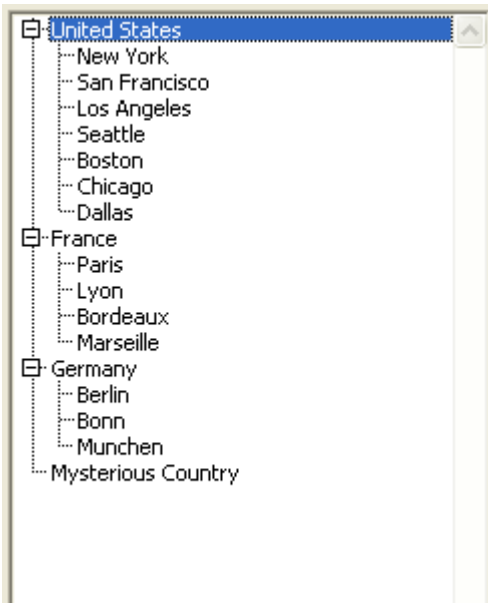 United States
New York
San Francisco
Los Angeles
Seattle
Boston
Chicago
Dallas
France
Paris
Lyon
Bordeaux
Marseille
Germany
Berlin
Bonn
Munchen
Mysterious Country